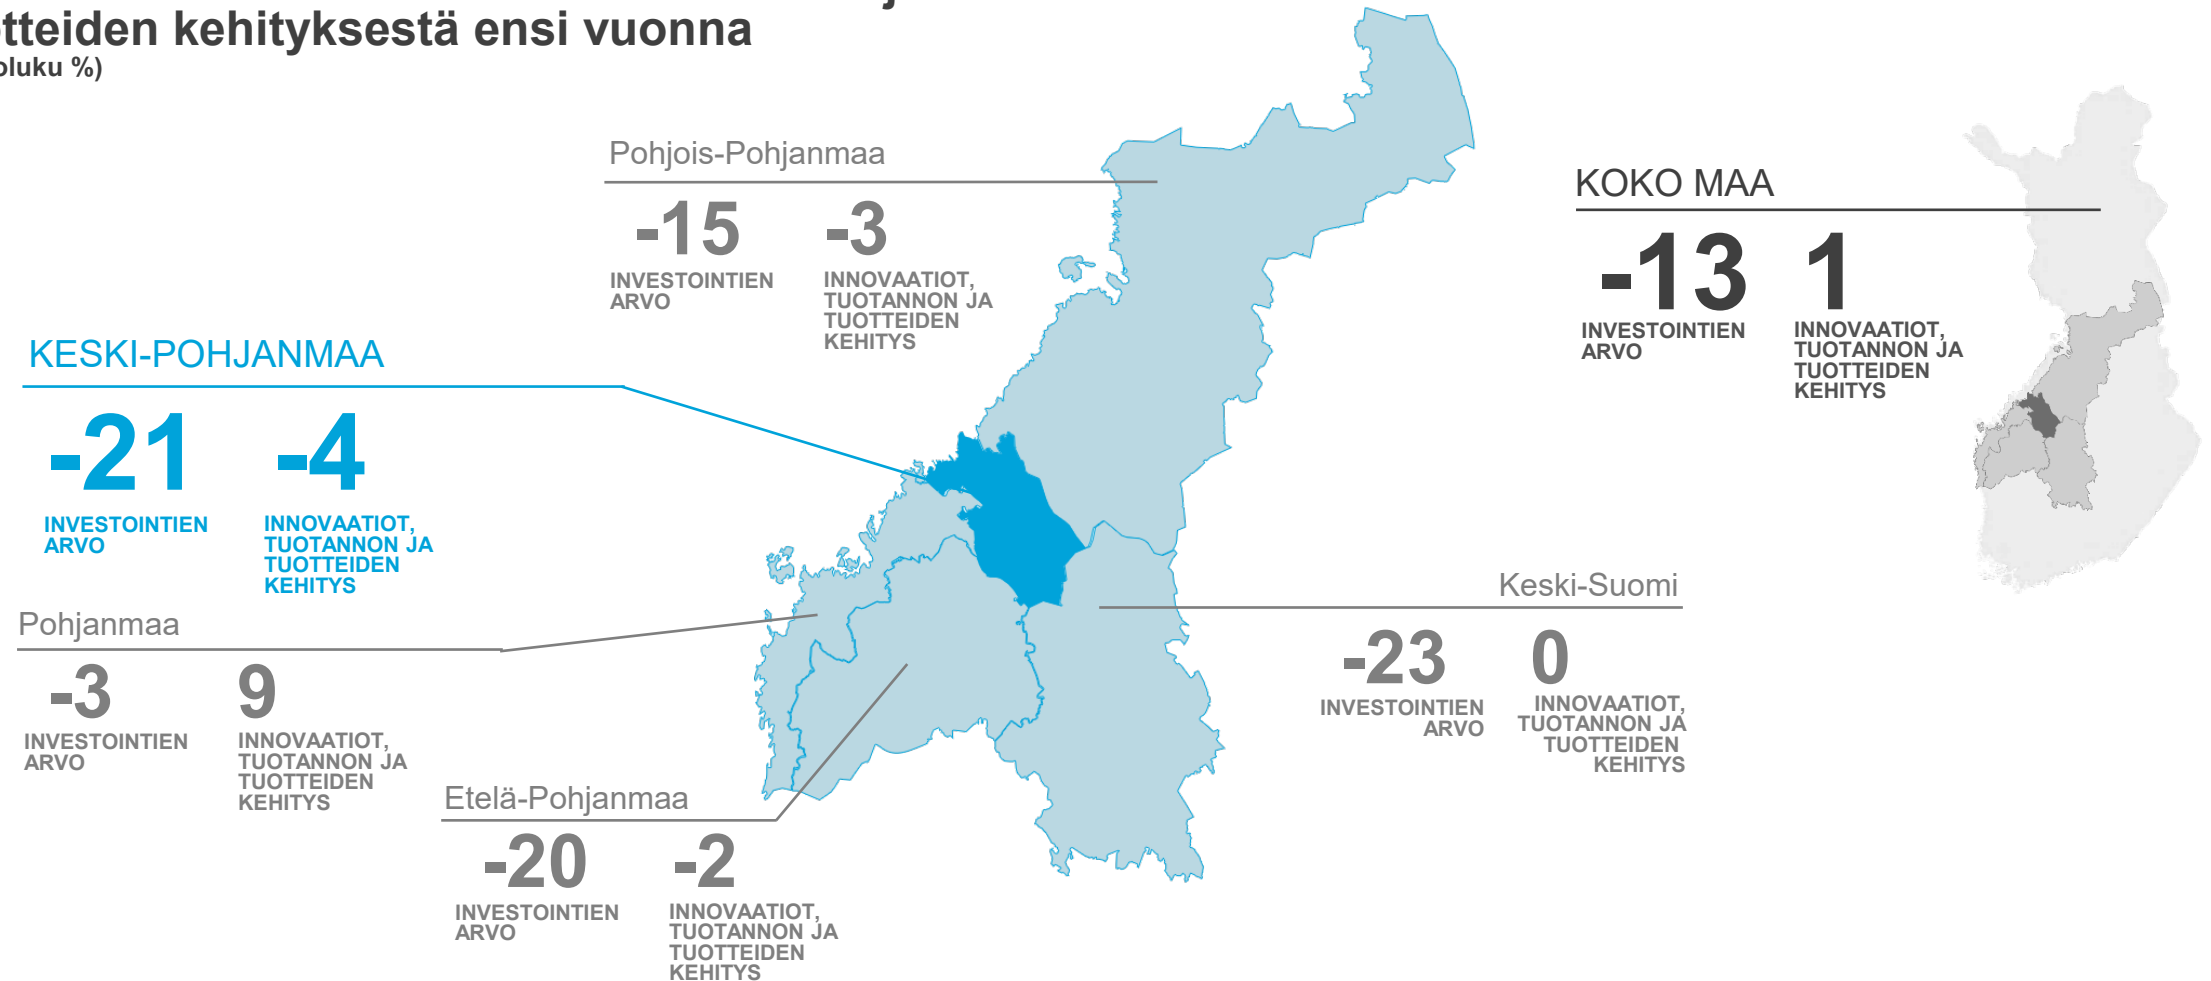 kehityksestä ensi vuonna
%)
Pohjois-Pohjanmaa
-15
-3
INVESTOINTIEN
ARVO
INNOVAATIOT,
TUOTANNON JA
TUOTTEIDEN
KEHITYS
KOKO MAA
-13
1
INVESTOINTIEN
ARVO
INNOVAATIOT,
TUOTANNON JA
TUOTTEIDEN
KEHITYS
KESKI-POHJANMAA
-21
-4
INVESTOINTIEN
ARVO
INNOVAATIOT,
TUOTANNON JA
TUOTTEIDEN
KEHITYS
Pohjanmaa
-3
9
INVESTOINTIEN
ARVO
INNOVAATIOT,
TUOTANNON JA
TUOTTEIDEN
KEHITYS
Keski-Suomi
-23
0
INVESTOINTIEN
ARVO
INNOVAATIOT,
TUOTANNON JA
TUOTTEIDEN
KEHITYS
Etelä-Pohjanmaa
-20
-2
INVESTOINTIEN
ARVO
INNOVAATIOT,
TUOTANNON JA
TUOTTEIDEN
KEHITYS